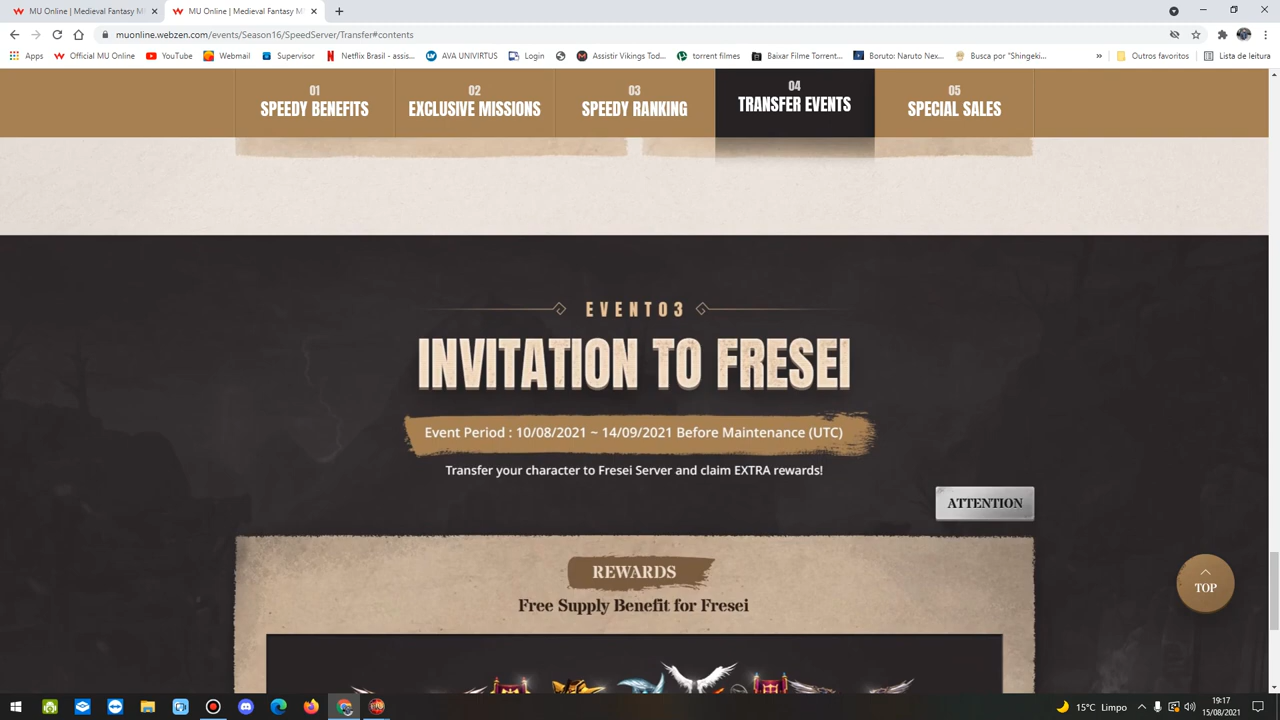 MU Online | Medieval Fantasy M
MU Online | Medieval Fantasy M
muonline.webzen.com/events/Season16/SpeedServer/Transfer#contents
Apps
Official MU Online
YouTube
Webmail
Supervisor
Netflix Brasil - assis...
AVA UNIVIRTUS
Login
Assistir Vikings Tod...
torrent filmes
Baixar Filme Torrent...
Boruto: Naruto Nex...
Busca por "Shingeki...
»
Outros favoritos
Lista de leitura
01
SPEEDY BENEFITS
02
EXCLUSIVE MISSIONS
03
SPEEDY RANKING
04
TRANSFER EVENTS
05
SPECIAL SALES
EVENT03
INVITATION TO FRESEI
Event Period : 10/08/2021 ~ 14/09/2021 Before Maintenance (UTC)
Transfer your character to Fresei Server and claim EXTRA rewards!
ATTENTION
REWARDS
Free Supply Benefit for Fresei
TOP
15°C Limpo
19:17
15/08/2021